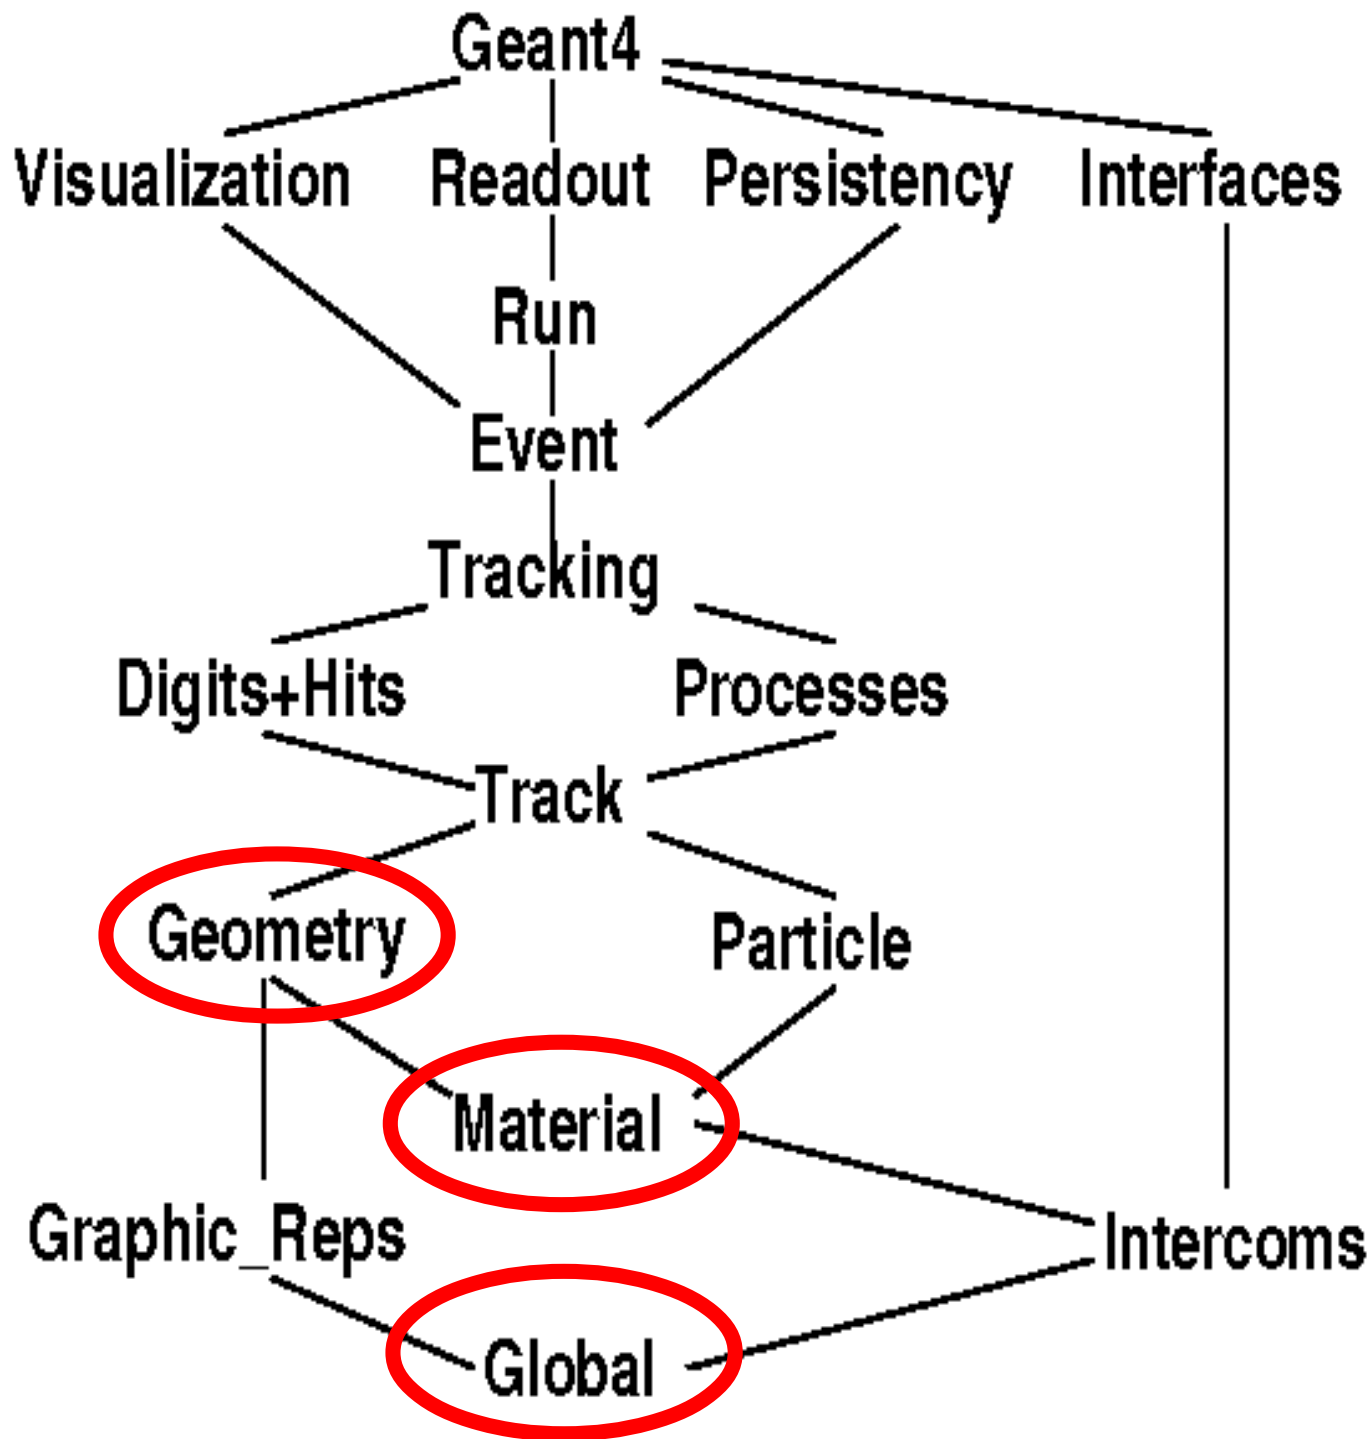 Geant4
Visualization Readout Persistency Interfaces
Run
Event
Tracking
Digits+Hits Processes
Track
Geometry Particle
Material
Graphic_Reps Intercoms
Global